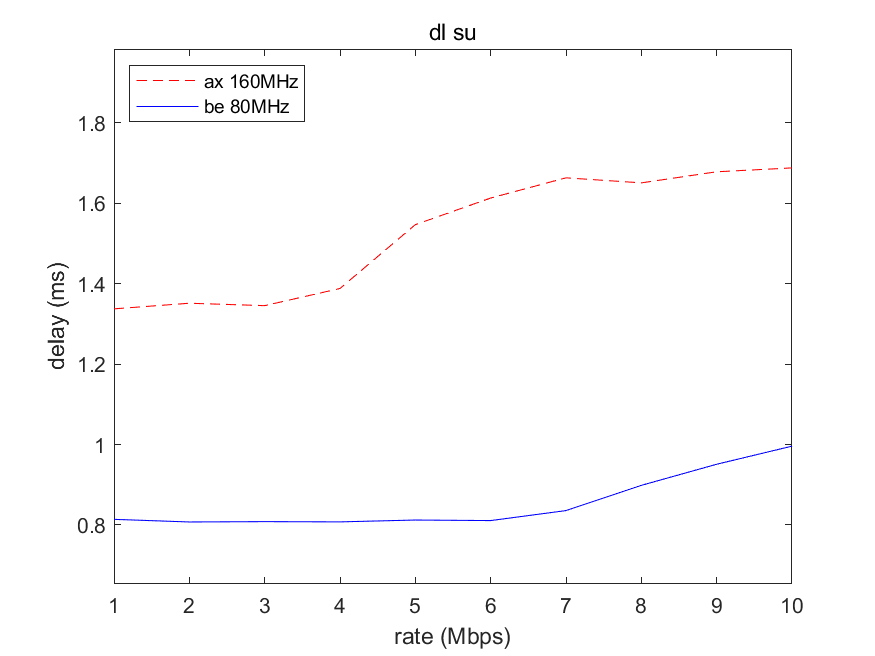 dl su
ax 160MHz
be 80MHz
1.8
1.6
1.4
1.2
1
0.8
delay (ms)
1 2 3 4 5 6 7 8 9 10
rate (Mbps)